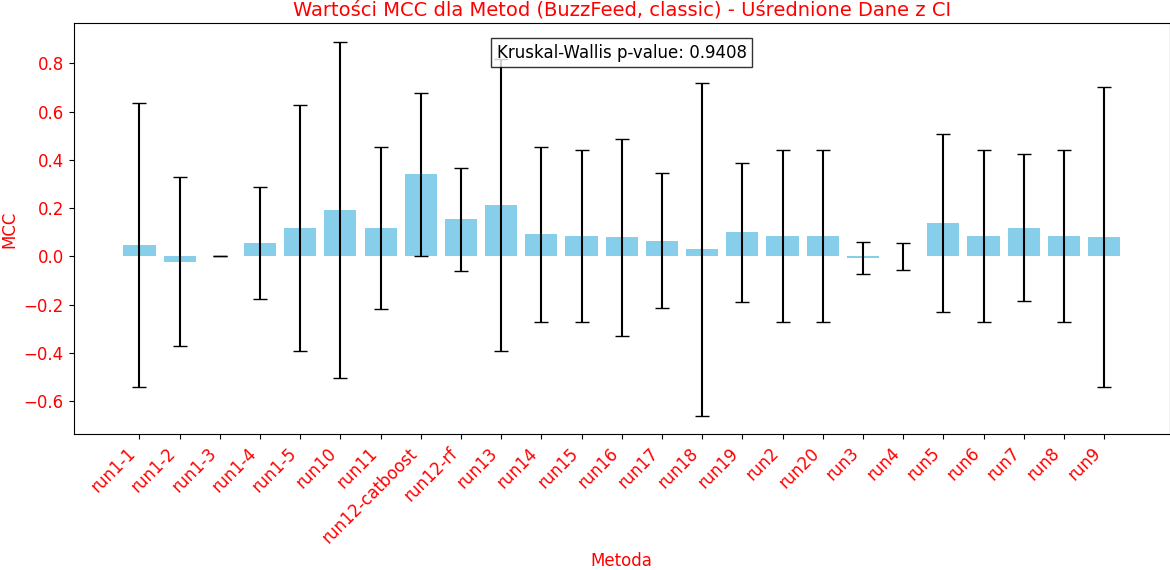 Wartości MCC dla Metod (BuzzFeed, classic) - Uśrednione Dane z CI
Kruskal-Wallis p-value: 0.9408
MCC
0.8
0.6
0.4
0.2
0.0
−0.2
−0.4
−0.6
run1-1
run1-2
run1-3
run1-4
run1-5
run10
run11
run12-catboost
run12-rf
run13
run14
run15
run16
run17
run18
run19
run2
run20
run3
run4
run5
run6
run7
run8
run9
Metoda